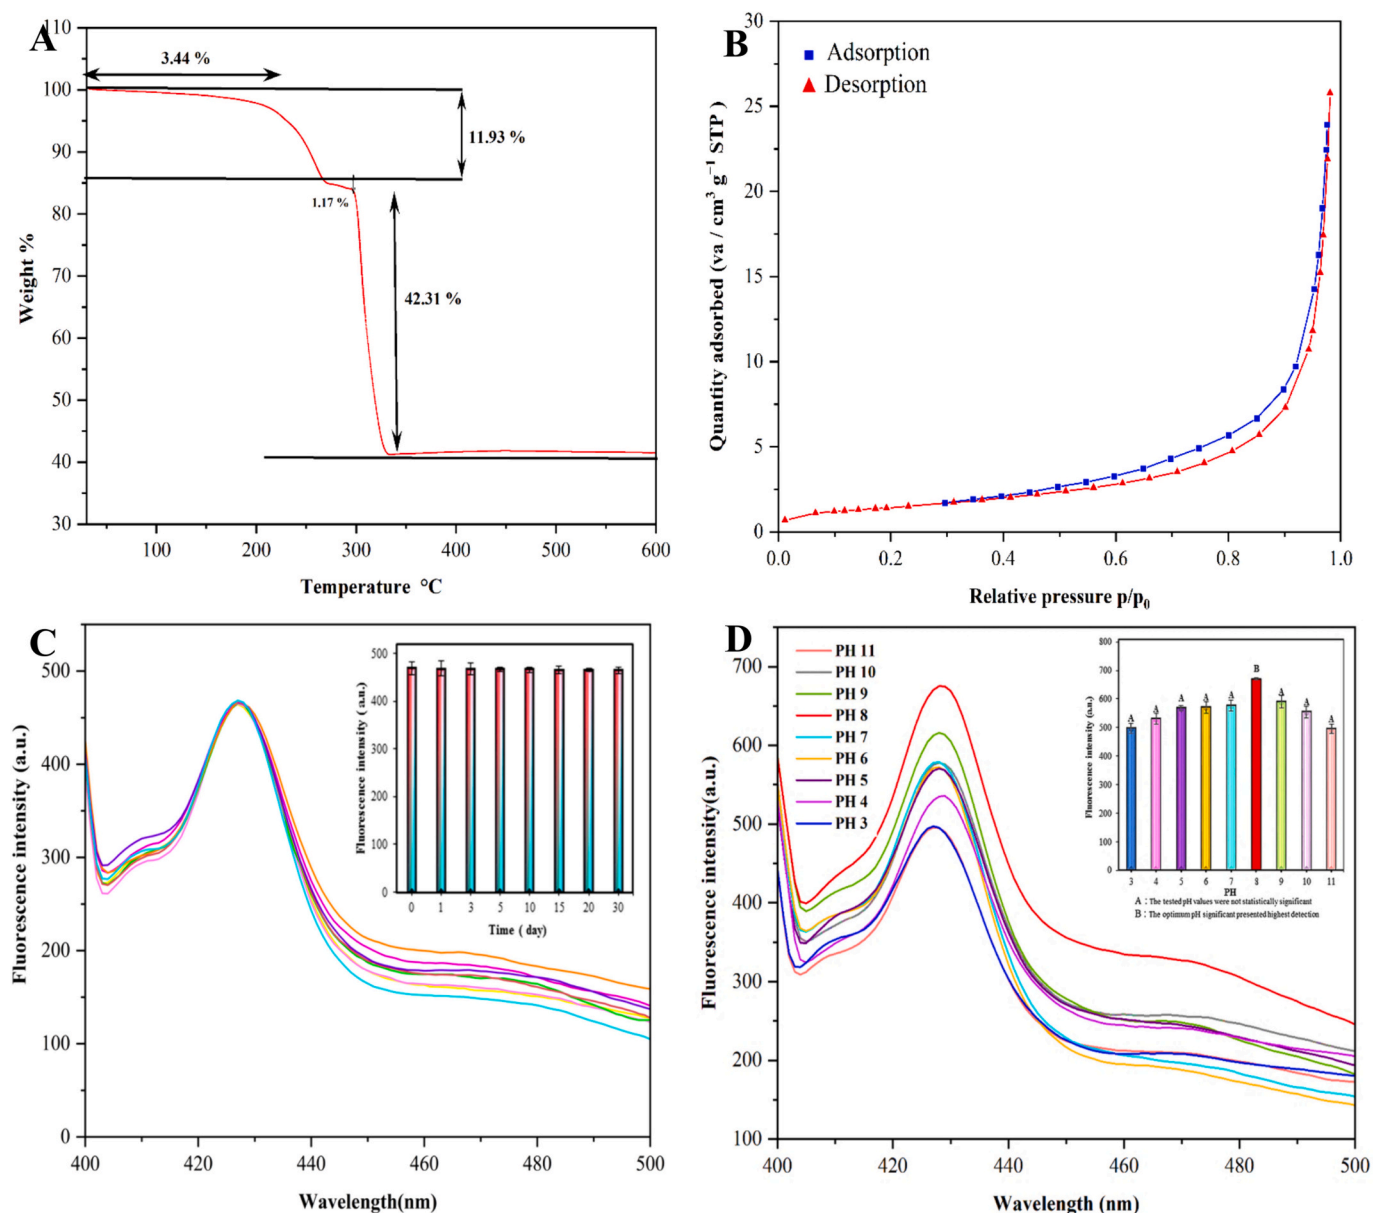 A
110
100
90
80
70
60
50
40
30
3.44 %
11.93 %
1.17 %
42.31 %
Weight %
100
200
300
400
500
600
Temperature °C
B
30
25
20
15
10
5
0
Adsorption
Desorption
Quantity adsorbed (va / cm³ g⁻¹ STP )
0.0
0.2
0.4
0.6
0.8
1.0
Relative pressure p/p₀
C
500
400
300
200
100
0
Fluorescence intensity (a.u.)
400
420
440
460
480
500
Wavelength(nm)
500
400
300
400
100
0
Fluorescence intensity (a.u.)
0
1
3
5
10
15
20
30
Time ( day)
D
700
600
500
400
300
200
100
Fluorescence intensity(a.u.)
PH 11
PH 10
PH 9
PH 8
PH 7
PH 6
PH 5
PH 4
PH 3
400
420
440
460
480
500
Wavelength (nm)
800
700
600
500
400
300
200
100
0
Fluorescence intensity (a.u.)
A
A
A
A
A
B
A
A
A
3
4
5
6
7
8
9
10
11
PH
A : The tested pH values were not statistically significant
B : The optimum pH significant presented highest detection